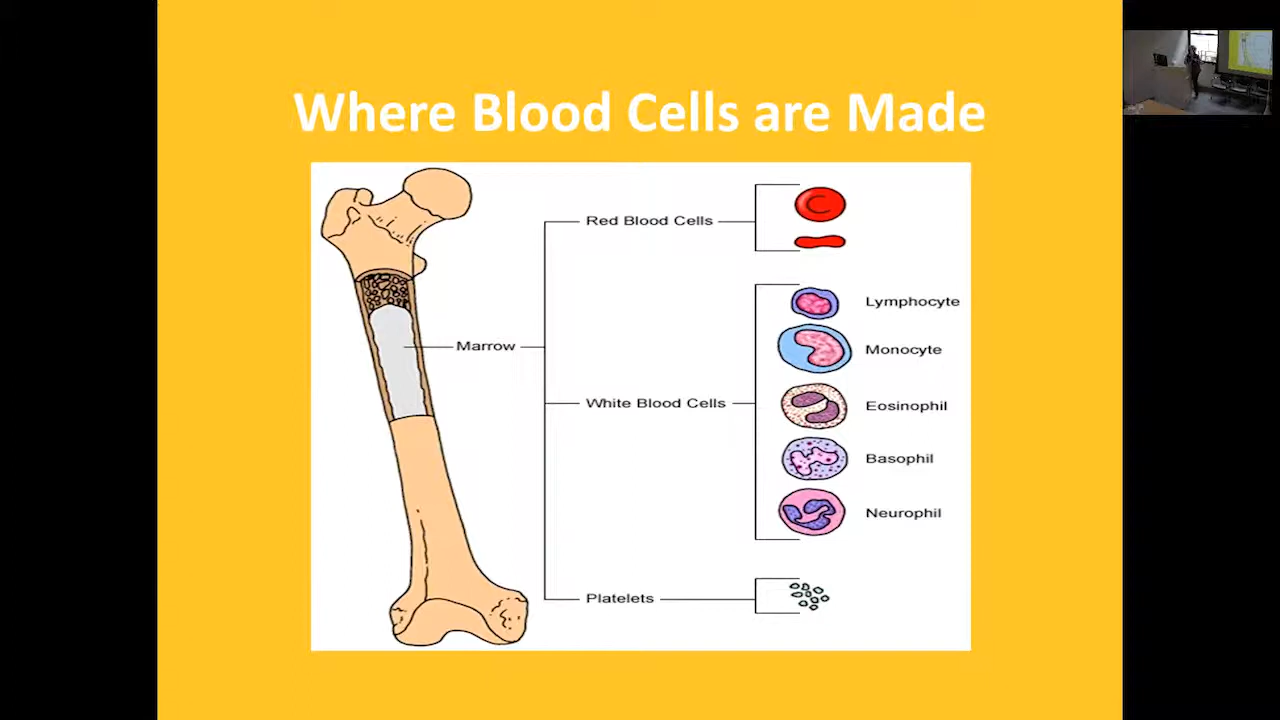 Where Blood Cells are Made
Red Blood Cells
Lymphocyte
Monocyte
Marrow
White Blood Cells
Eosinophil
Basophil
Neurophil
Platelets